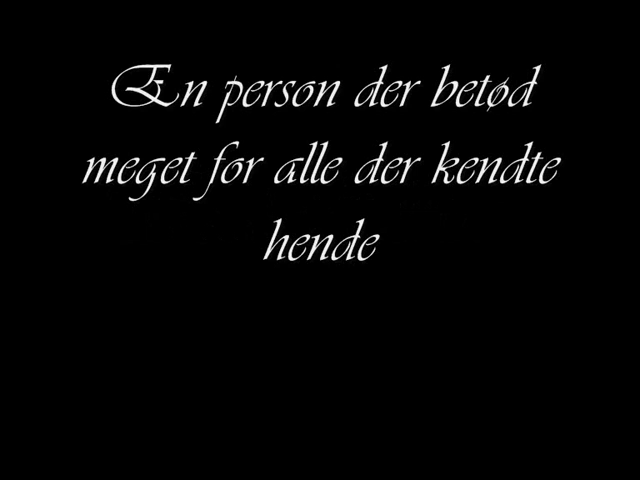 En person der betød
meget for alle der kendte
hende